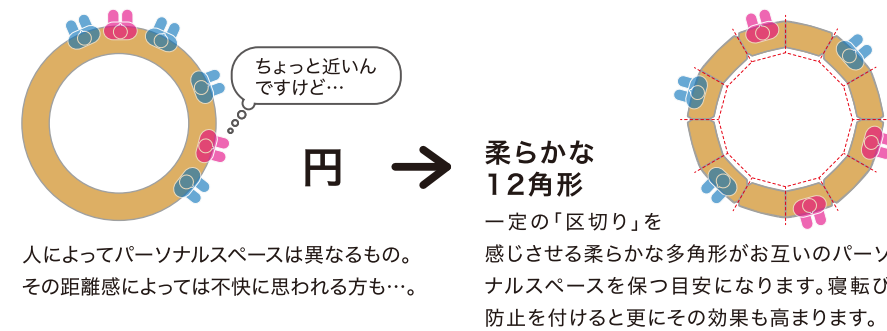 ちょっと近いん
ですけど…
円
人によってパーソナルスペースは異なるもの。
その距離感によっては不快に思われる方も…。
柔らかな
12角形
一定の「区切り」を
感じさせる柔らかな多角形がお互いのパーソ
ナルスペースを保つ目安になります。寝転び
防止を付けると更にその効果も高まります。